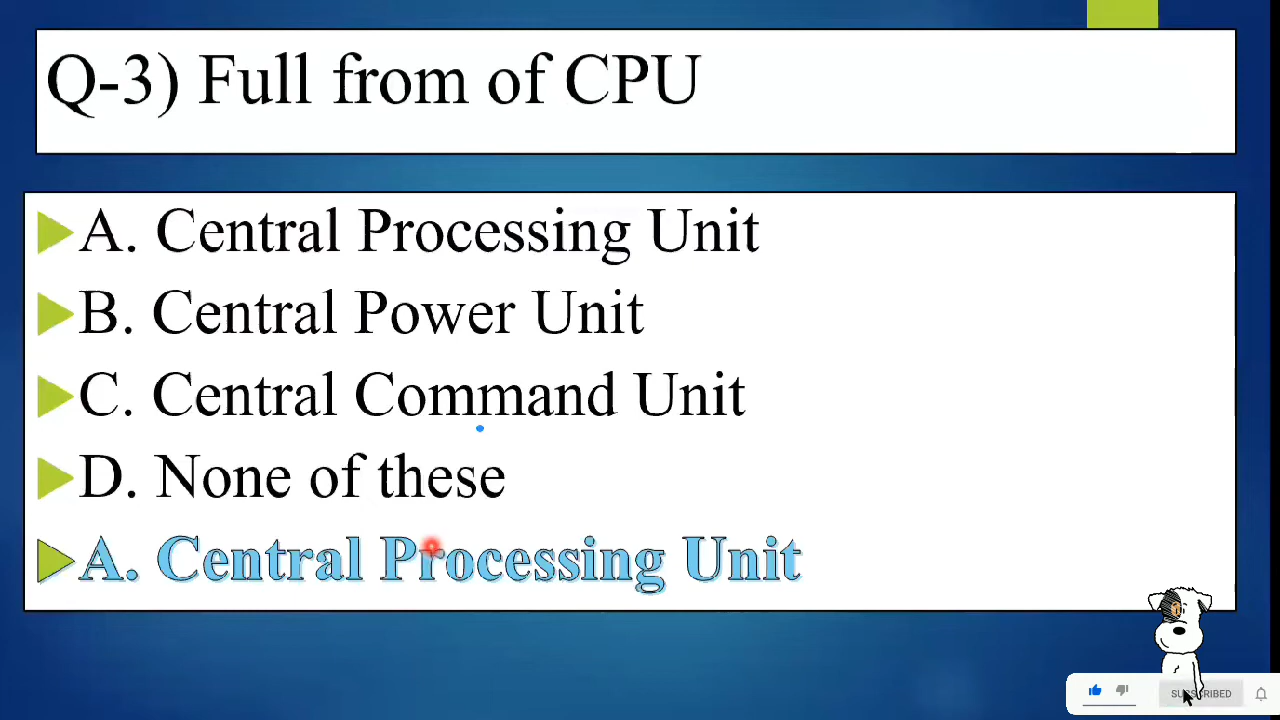 Q-3) Full from of CPU
A. Central Processing Unit
B. Central Power Unit
C. Central Command Unit
D. None of these
A. Central Processing Unit
SUBSCRIBED